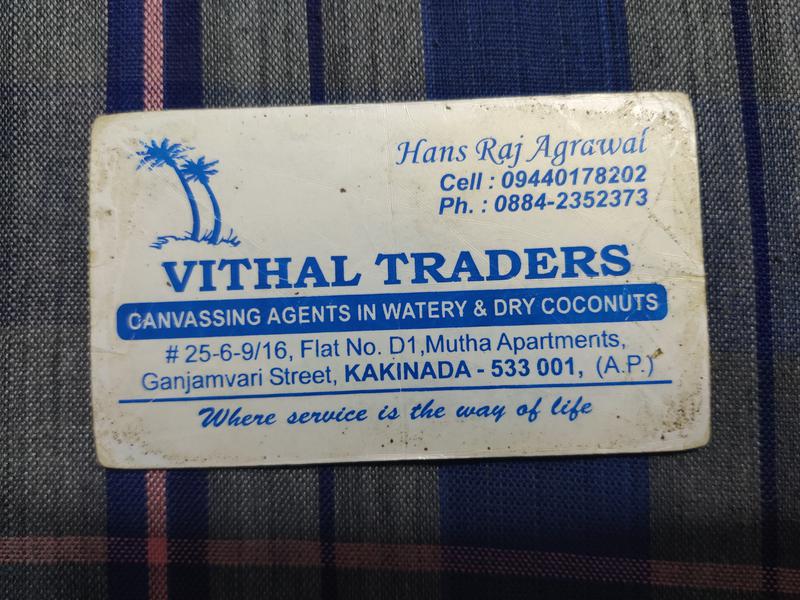 Hans Raj Agrawal
Cell : 09440178202
Ph. : 0884-2352373
VITHAL TRADERS
CANVASSING AGENTS IN WATERY & DRY COCONUTS
# 25-6-9/16, Flat No. D1,Mutha Apartments,
Ganjamvari Street, KAKINADA - 533 001, (A.P.)
Where service is the way of life